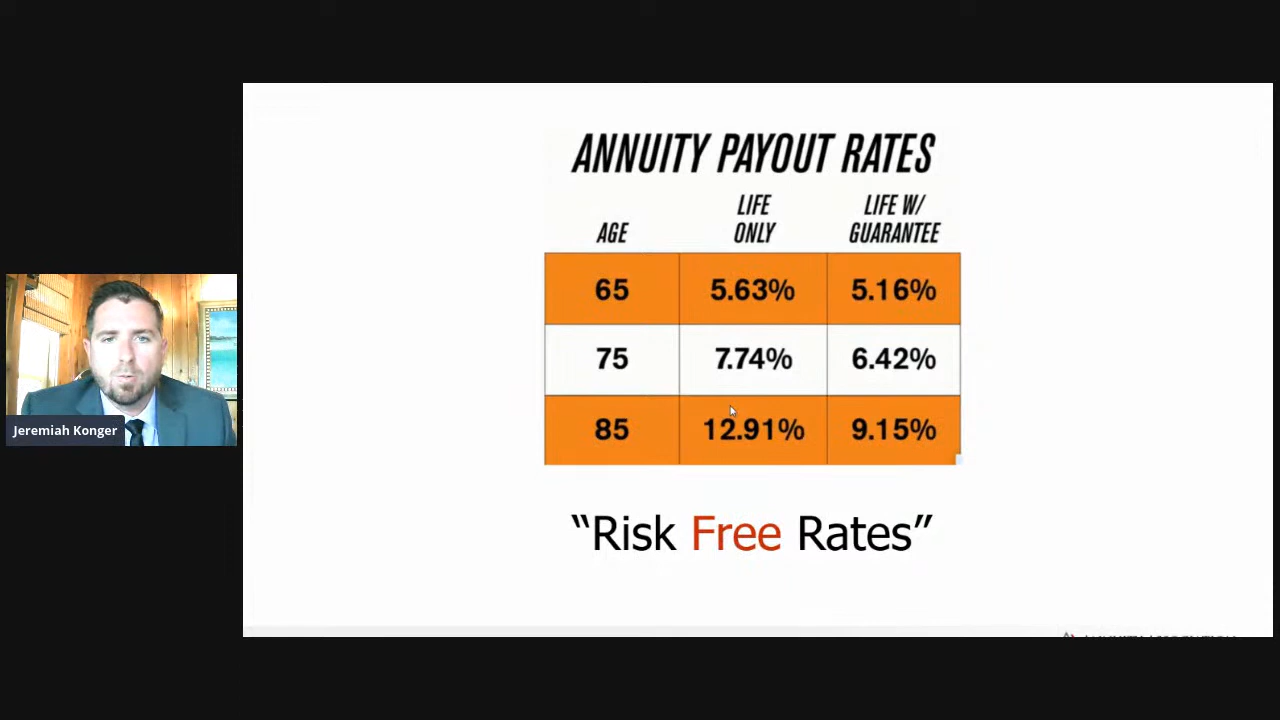 ANNUITY PAYOUT RATES
AGE LIFE ONLY LIFE W/ GUARANTEE
65 5.63% 5.16%
75 7.74% 6.42%
85 12.91% 9.15%
“Risk Free Rates”
Jeremiah Konger